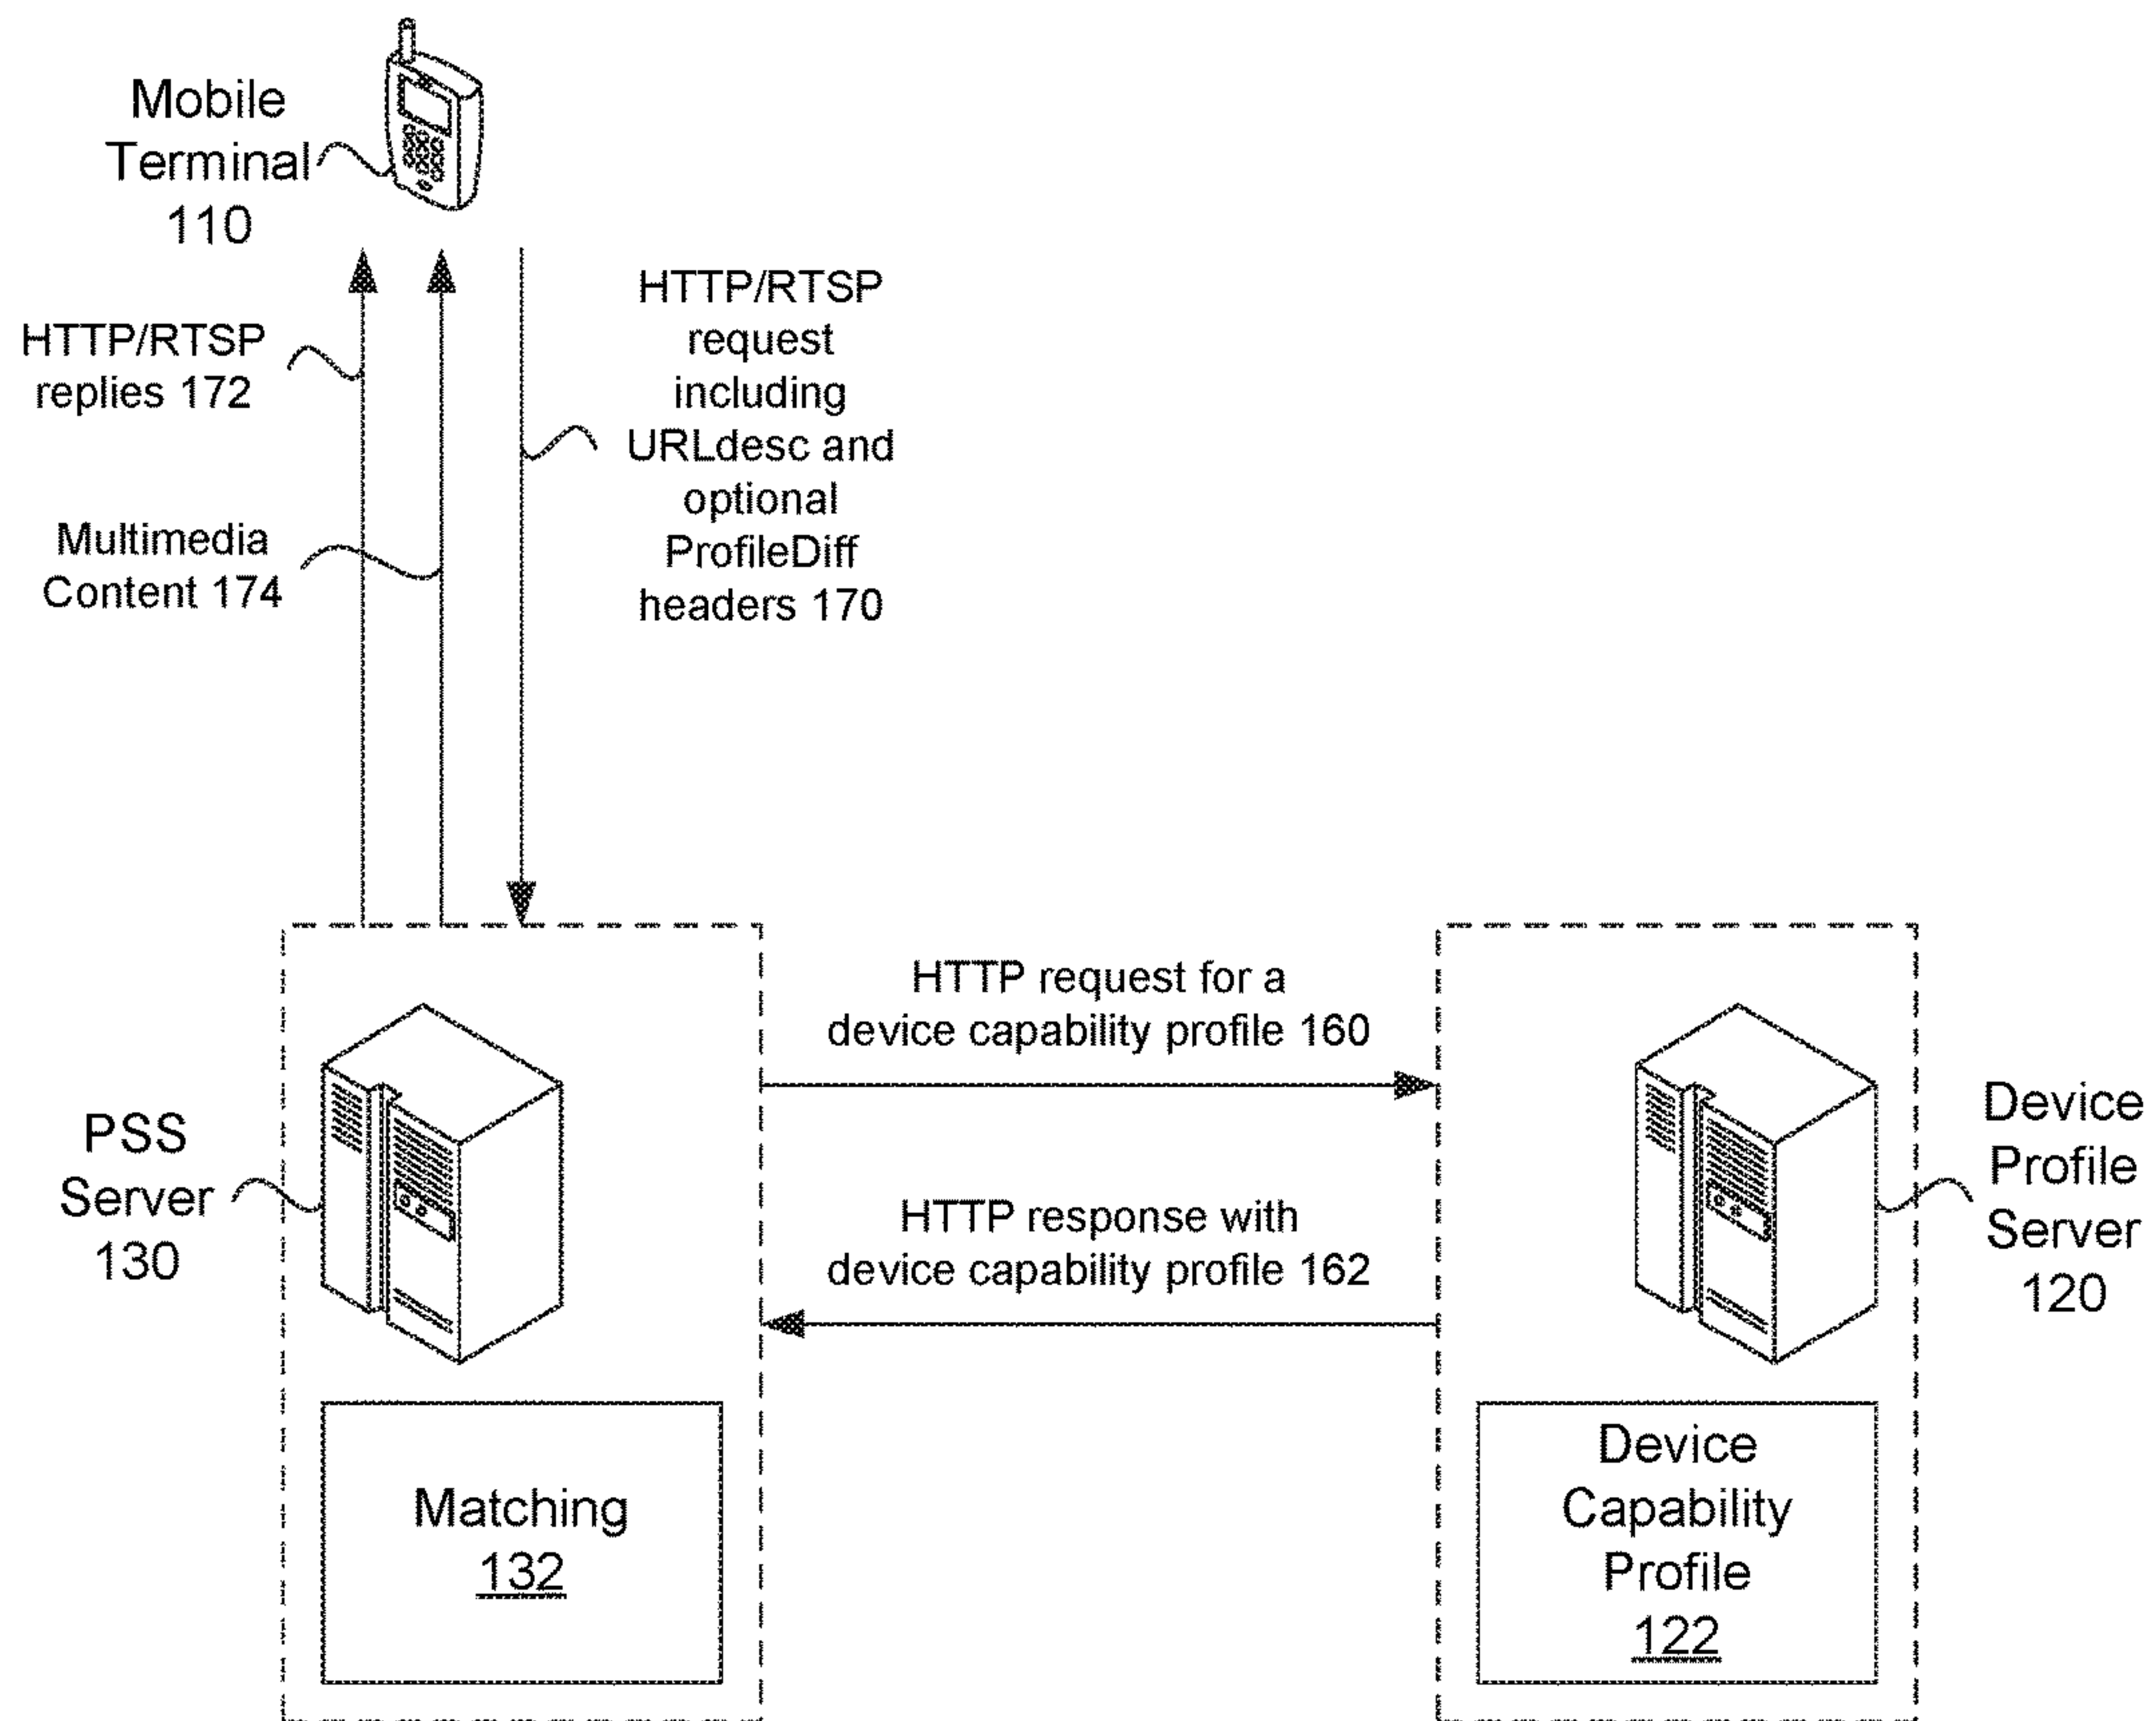 Mobile
Terminal
110
HTTP/RTSP
replies 172
Multimedia
Content 174
HTTP/RTSP
request
including
URLdesc and
optional
ProfileDiff
headers 170
HTTP request for a
device capability profile 160
PSS
Server
130
HTTP response with
device capability profile 162
Device
Profile
Server
120
Matching
132
Device
Capability
Profile
122